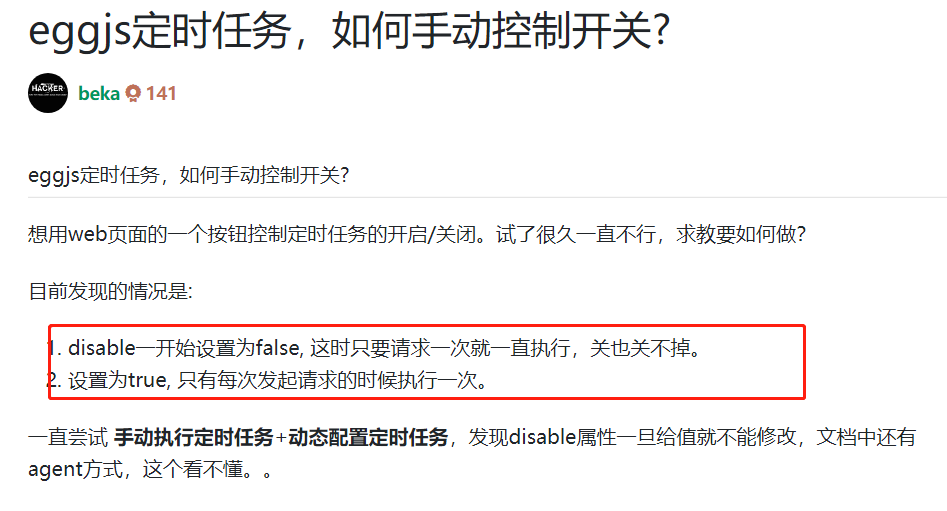 eggjs定时任务，如何手动控制开关?
HACKER
beka 141
eggjs定时任务，如何手动控制开关?
想用web页面的一个按钮控制定时任务的开启/关闭。试了很久一直不行，求教要如何做?
目前发现的情况是:
1. disable一开始设置为false, 这时只要请求一次就一直执行，关也关不掉。
2. 设置为true, 只有每次发起请求的时候执行一次。
一直尝试 手动执行定时任务+动态配置定时任务，发现disable属性一旦给值就不能修改，文档中还有
agent方式，这个看不懂。。